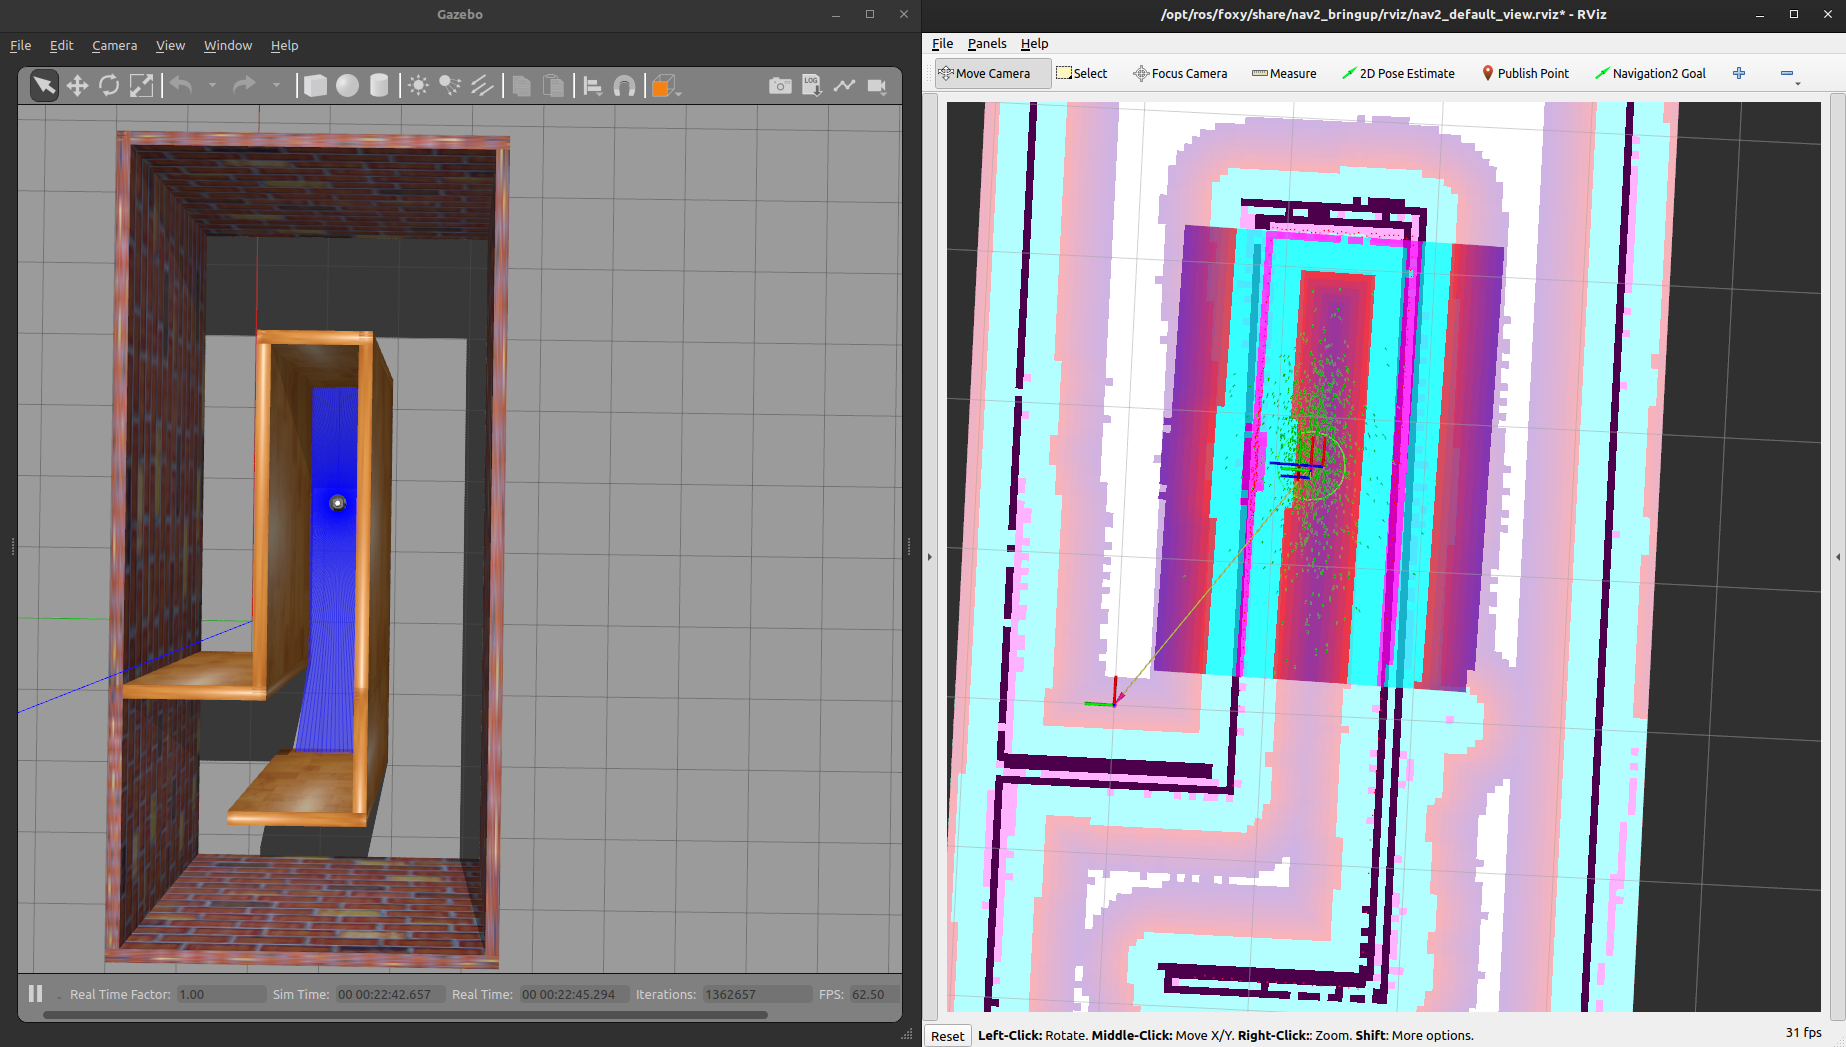 Gazebo
File Edit Camera View Window Help
LOG
Real Time Factor: 1.00 Sim Time: 00 00:22:42.657 Real Time: 00 00:22:45.294 Iterations: 1362657 FPS: 62.50
/opt/ros/foxy/share/nav2_bringup/rviz/nav2_default_view.rviz* - RViz
File Panels Help
Move Camera Select Focus Camera Measure 2D Pose Estimate Publish Point Navigation2 Goal
Reset Left-Click: Rotate. Middle-Click: Move X/Y. Right-Click:: Zoom. Shift: More options. 31 fps